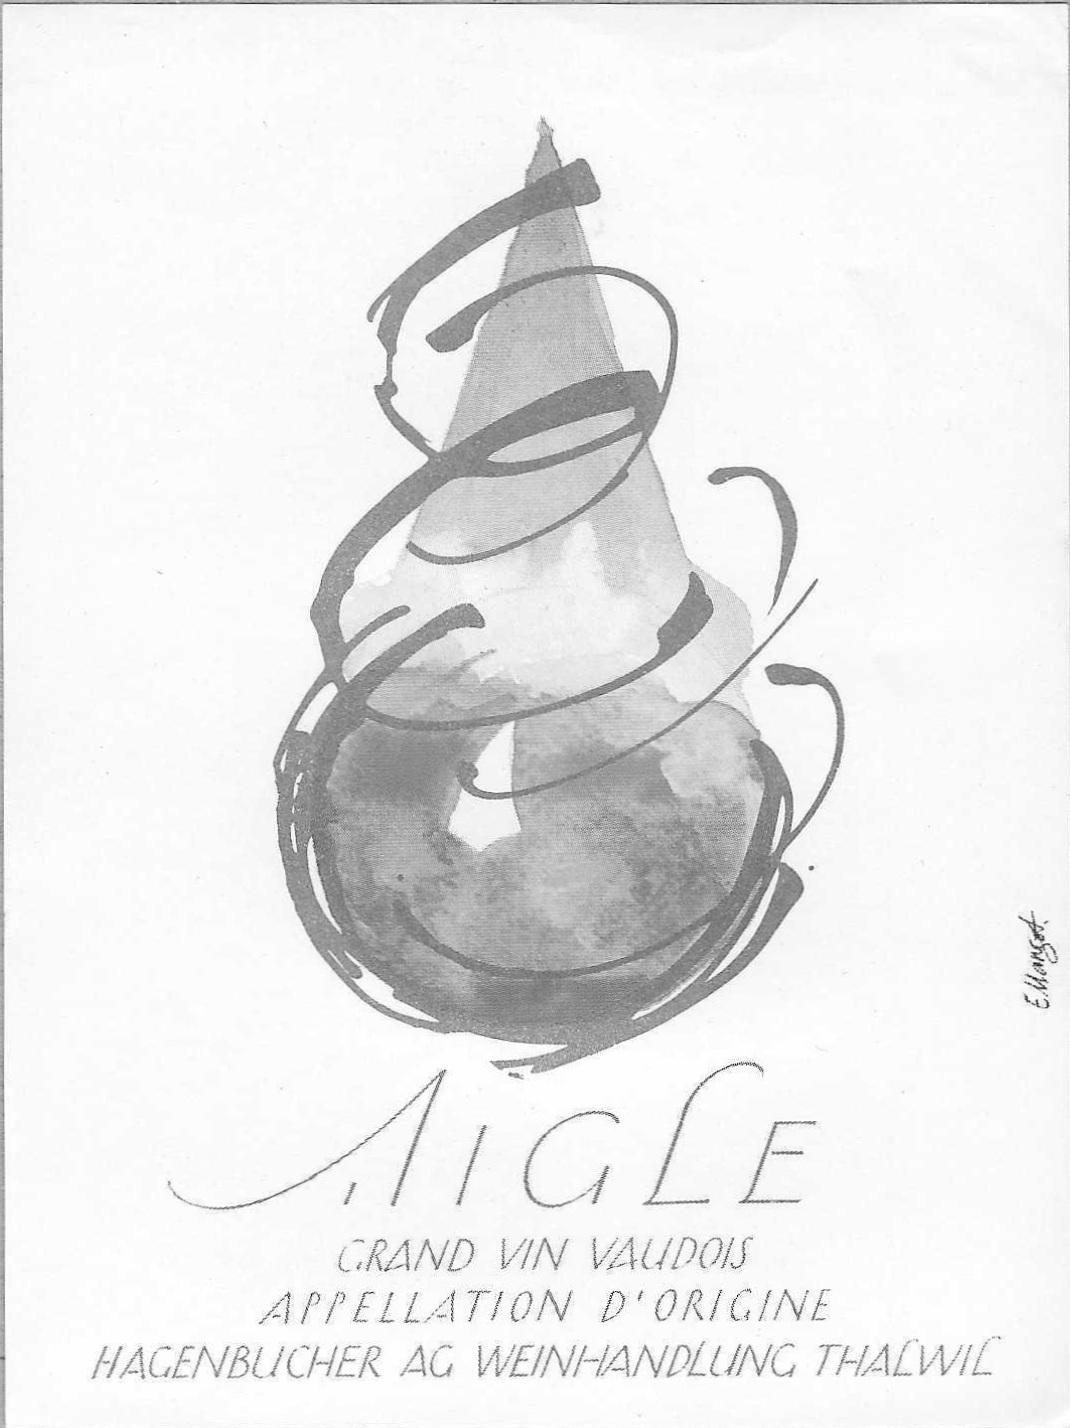 E. Mangot.
AIGLE
GRAND VIN VAUDOIS
APPELLATION D'ORIGINE
HAGENBUCHER AG WEINHANDLUNG THALWIL